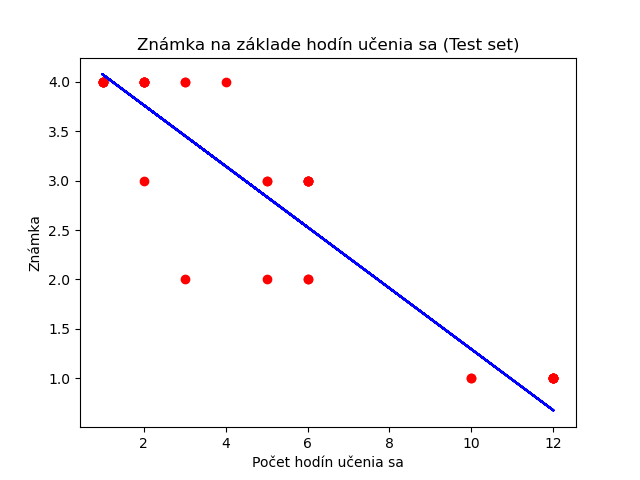 Známka na základe hodín učenia sa (Test set)
4.0
3.5
3.0
2.5
2.0
1.5
1.0
Známka
2 4 6 8 10 12
Počet hodín učenia sa